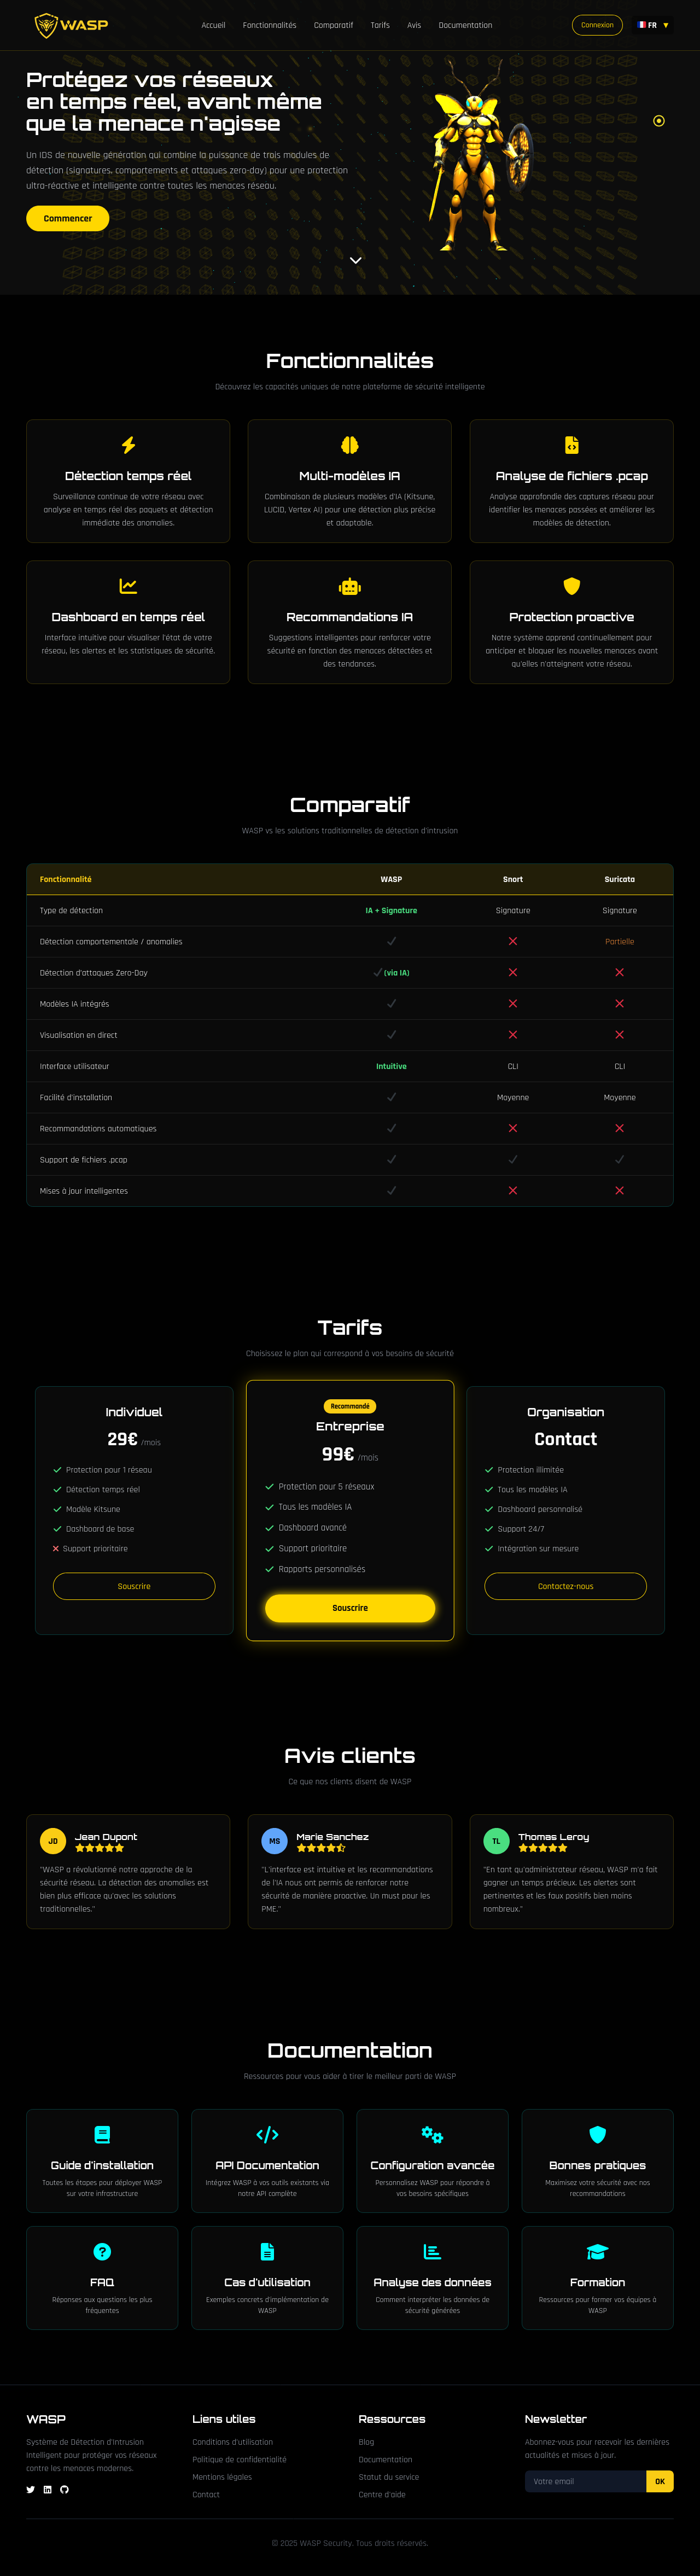 WASP
Accueil Fonctionnalités Comparatif Tarifs Avis Documentation
Connexion
FR
Protégez vos réseaux
en temps réel, avant même
que la menace n'agisse
Un IDS de nouvelle génération qui combine la puissance de trois modules de
détection (signatures, comportements et attaques zero-day) pour une protection
ultra-réactive et intelligente contre toutes les menaces réseau.
Commencer
Fonctionnalités
Découvrez les capacités uniques de notre plateforme de sécurité intelligente
Détection temps réel
Surveillance continue de votre réseau avec
analyse en temps réel des paquets et détection
immédiate des anomalies.
Multi-modèles IA
Combinaison de plusieurs modèles d'IA (Kitsune,
LUCID, Vertex AI) pour une détection plus précise
et adaptable.
Analyse de fichiers .pcap
Analyse approfondie des captures réseau pour
identifier les menaces passées et améliorer les
modèles de détection.
Dashboard en temps réel
Interface intuitive pour visualiser l'état de votre
réseau, les alertes et les statistiques de sécurité.
Recommandations IA
Suggestions intelligentes pour renforcer votre
sécurité en fonction des menaces détectées et
des tendances.
Protection proactive
Notre système apprend continuellement pour
anticiper et bloquer les nouvelles menaces avant
qu'elles n'atteignent votre réseau.
Comparatif
WASP vs les solutions traditionnelles de détection d'intrusion
Fonctionnalité WASP Snort Suricata
Type de détection IA + Signature Signature Signature
Détection comportementale / anomalies Partielle
Détection d'attaques Zero-Day (via IA)
Modèles IA intégrés
Visualisation en direct
Interface utilisateur Intuitive CLI CLI
Facilité d'installation Moyenne Moyenne
Recommandations automatiques
Support de fichiers .pcap
Mises à jour intelligentes
Tarifs
Choisissez le plan qui correspond à vos besoins de sécurité
Individuel
29€ /mois
Protection pour 1 réseau
Détection temps réel
Modèle Kitsune
Dashboard de base
Support prioritaire
Souscrire
Recommandé
Entreprise
99€ /mois
Protection pour 5 réseaux
Tous les modèles IA
Dashboard avancé
Support prioritaire
Rapports personnalisés
Souscrire
Organisation
Contact
Protection illimitée
Tous les modèles IA
Dashboard personnalisé
Support 24/7
Intégration sur mesure
Contactez-nous
Avis clients
Ce que nos clients disent de WASP
JD
Jean Dupont
"WASP a révolutionné notre approche de la
sécurité réseau. La détection des anomalies est
bien plus efficace qu'avec les solutions
traditionnelles."
MS
Marie Sanchez
"L'interface est intuitive et les recommandations
de l'IA nous ont permis de renforcer notre
sécurité de manière proactive. Un must pour les
PME."
TL
Thomas Leroy
"En tant qu'administrateur réseau, WASP m'a fait
gagner un temps précieux. Les alertes sont
pertinentes et les faux positifs bien moins
nombreux."
Documentation
Ressources pour vous aider à tirer le meilleur parti de WASP
Guide d'installation
Toutes les étapes pour déployer WASP
sur votre infrastructure
API Documentation
Intégrez WASP à vos outils existants via
notre API complète
Configuration avancée
Personnalisez WASP pour répondre à
vos besoins spécifiques
Bonnes pratiques
Maximisez votre sécurité avec nos
recommandations
FAQ
Réponses aux questions les plus
fréquentes
Cas d'utilisation
Exemples concrets d'implémentation de
WASP
Analyse des données
Comment interpréter les données de
sécurité générées
Formation
Ressources pour former vos équipes à
WASP
WASP
Système de Détection d'Intrusion
Intelligent pour protéger vos réseaux
contre les menaces modernes.
Liens utiles
Conditions d'utilisation
Politique de confidentialité
Mentions légales
Contact
Ressources
Blog
Documentation
Statut du service
Centre d'aide
Newsletter
Abonnez-vous pour recevoir les dernières
actualités et mises à jour.
Votre email
OK
© 2025 WASP Security. Tous droits réservés.